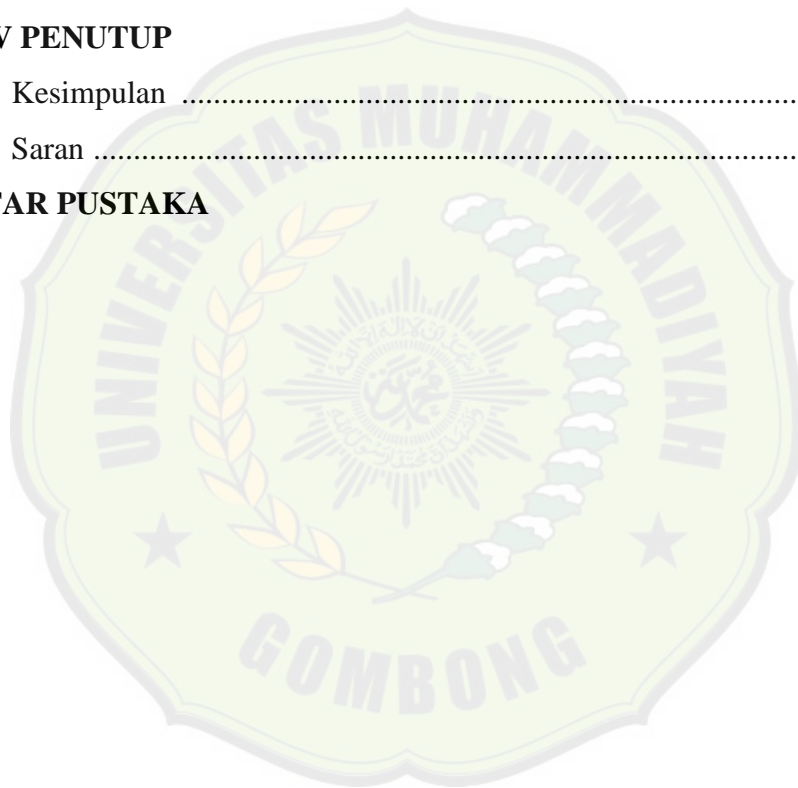 V PENUTUP
Kesimpulan ............................................................................
Saran .......................................................................................
TAR PUSTAKA
UNIVERSITAS MUHAMMADIYAH
GOMBONG